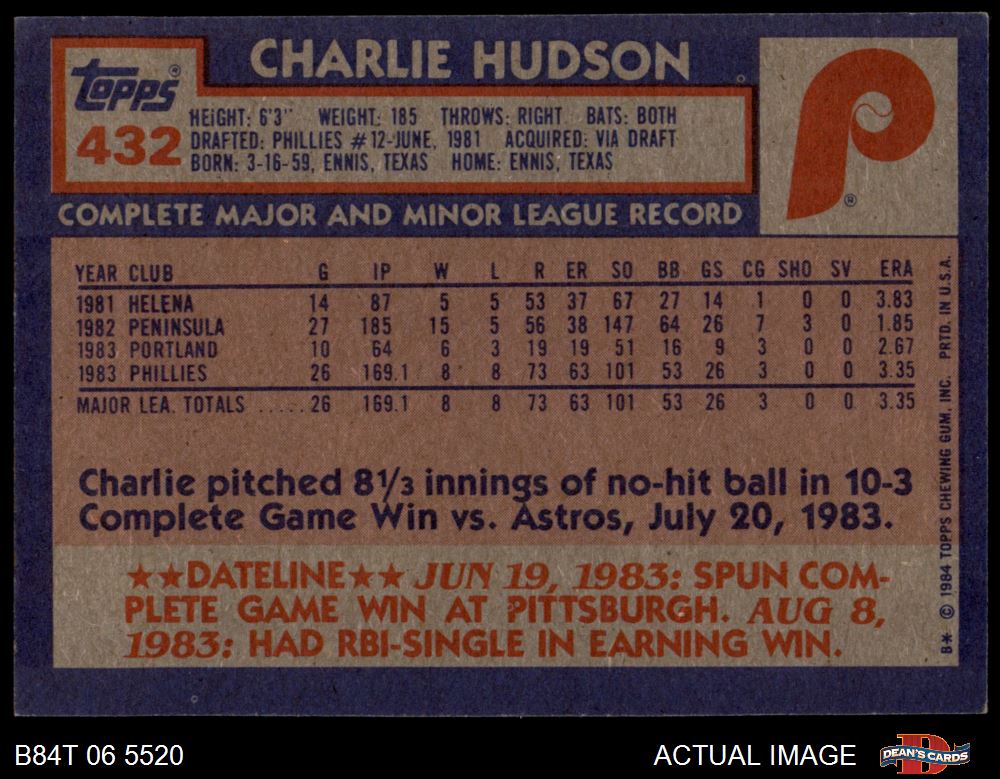 CHARLIE HUDSON
Topps®
432
HEIGHT: 6'3" WEIGHT: 185 THROWS: RIGHT BATS: BOTH
DRAFTED: PHILLIES #12-JUNE, 1981 ACQUIRED: VIA DRAFT
BORN: 3-16-59, ENNIS, TEXAS HOME: ENNIS, TEXAS
P
®
COMPLETE MAJOR AND MINOR LEAGUE RECORD
YEAR CLUB G IP W L R ER SO BB GS CG SHO SV ERA
1981 HELENA 14 87 5 5 53 37 67 27 14 1 0 0 3.83
1982 PENINSULA 27 185 15 5 56 38 147 64 26 7 3 0 1.85
1983 PORTLAND 10 64 6 3 19 19 51 16 9 3 0 0 2.67
1983 PHILLIES 26 169.1 8 8 73 63 101 53 26 3 0 0 3.35
MAJOR LEA. TOTALS ..... 26 169.1 8 8 73 63 101 53 26 3 0 0 3.35
Charlie pitched 8 1/3 innings of no-hit ball in 10-3
Complete Game Win vs. Astros, July 20, 1983.
★★DATELINE★★ JUN 19, 1983: SPUN COM-
PLETE GAME WIN AT PITTSBURGH. AUG 8,
1983: HAD RBI-SINGLE IN EARNING WIN.
B* © 1984 TOPPS CHEWING GUM, INC. PRTD. IN U.S.A.
B84T 06 5520
ACTUAL IMAGE
DEAN'S CARDS